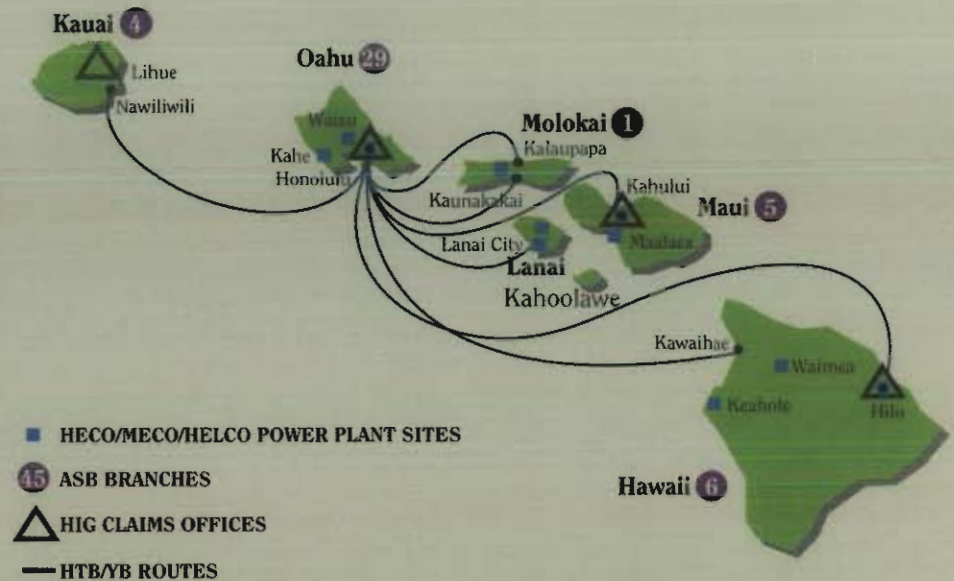 Kauai 4
Lihue
Nawiliwili
Oahu 29
Waiau
Kahe
Honolulu
Molokai 1
Kalaupapa
Kaunakakai
Kahului
Maui 5
Maalaea
Lanai City
Lanai
Kahoolawe
Kawaihae
Waimea
Keahole
Hilo
Hawaii 6
HECO/MECO/HELCO POWER PLANT SITES
45 ASB BRANCHES
HIG CLAIMS OFFICES
HTB/YB ROUTES